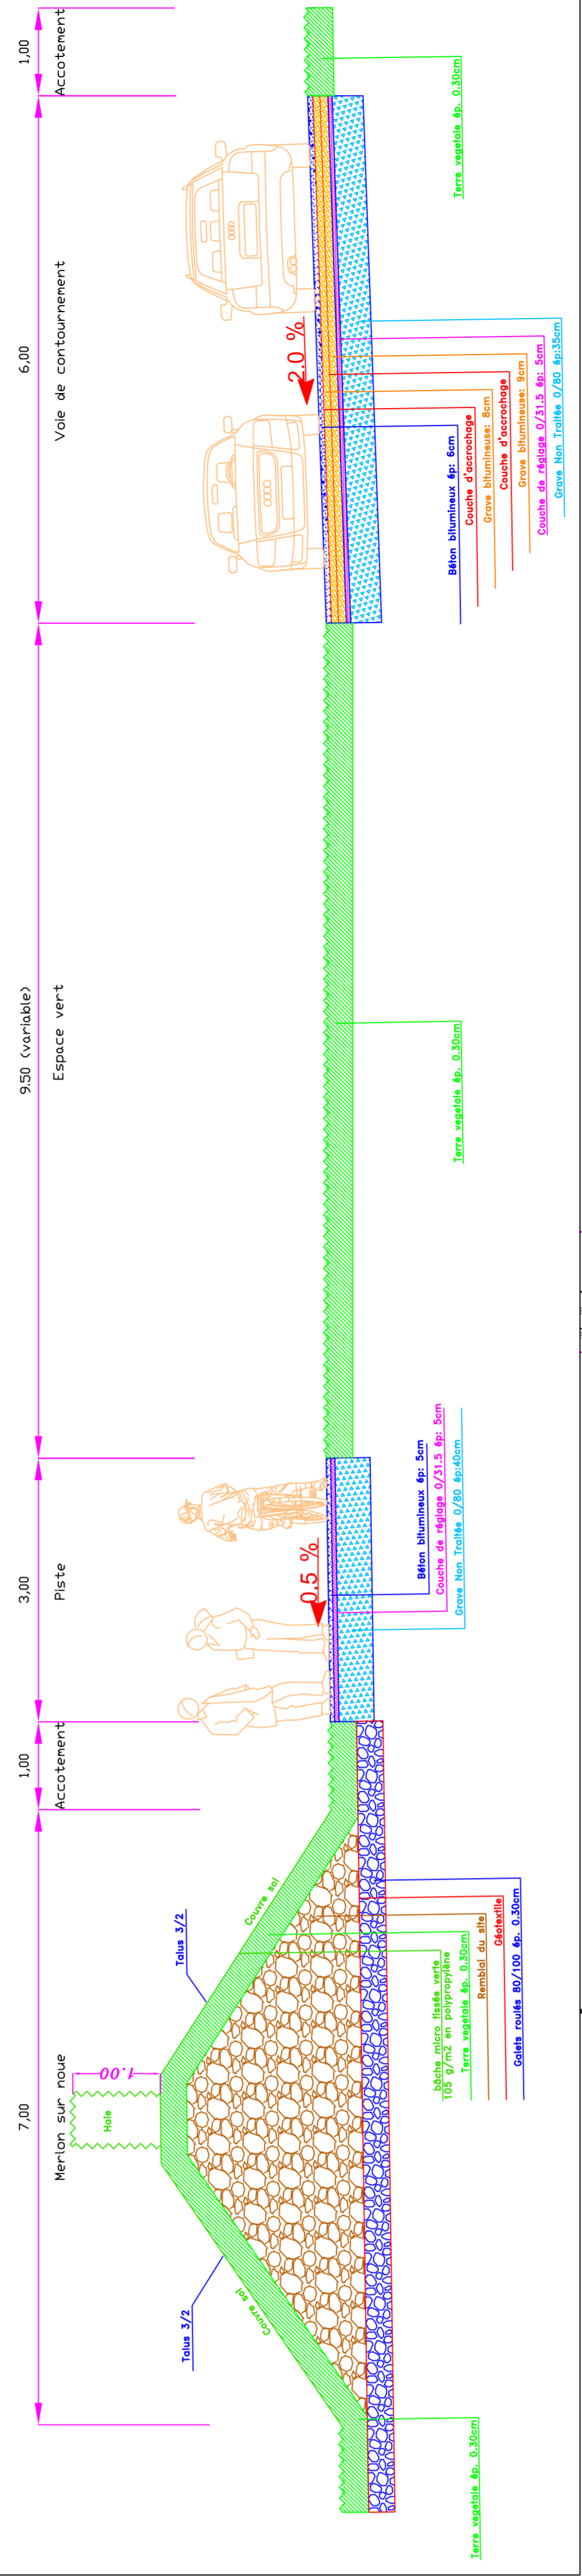 7,00
1,00
3,00
9.50 (variable)
6,00
1,00
Merlon sur noue
Accotement
Piste
Espace vert
Voie de contournement
Accotement
1.00
Haie
Talus 3/2
Talus 3/2
Couvre sol
Couvre sol
0.5 %
2.0 %
Terre vegetale ép. 0.30cm
bâche micro tissée verte
105 g/m2 en polypropylène
Terre vegetale ép. 0.30cm
Remblai du site
Géotextile
Galets roulés 80/100 ép. 0.30cm
Béton bitumineux ép: 5cm
Couche de réglage 0/31.5 ép: 5cm
Grave Non Traitée 0/80 ép:40cm
Terre vegetale ép. 0.30cm
Béton bitumineux ép: 6cm
Couche d'accrochage
Grave bitumineuse: 8cm
Couche d'accrochage
Grave bitumineuse: 9cm
Couche de réglage 0/31.5 ép: 5cm
Grave Non Traitée 0/80 ép:35cm
Terre vegetale ép. 0.30cm